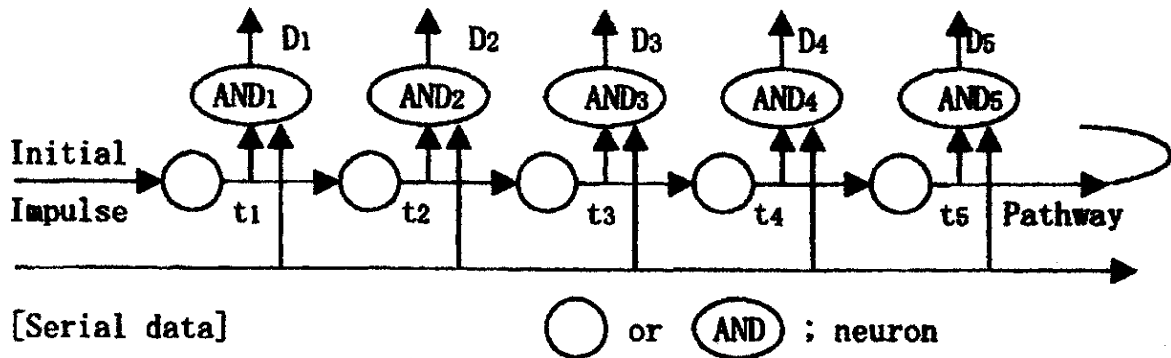 D1 D2 D3 D4 D5
AND1 AND2 AND3 AND4 AND5
Initial
Impulse t1 t2 t3 t4 t5 Pathway
[Serial data] or AND ; neuron